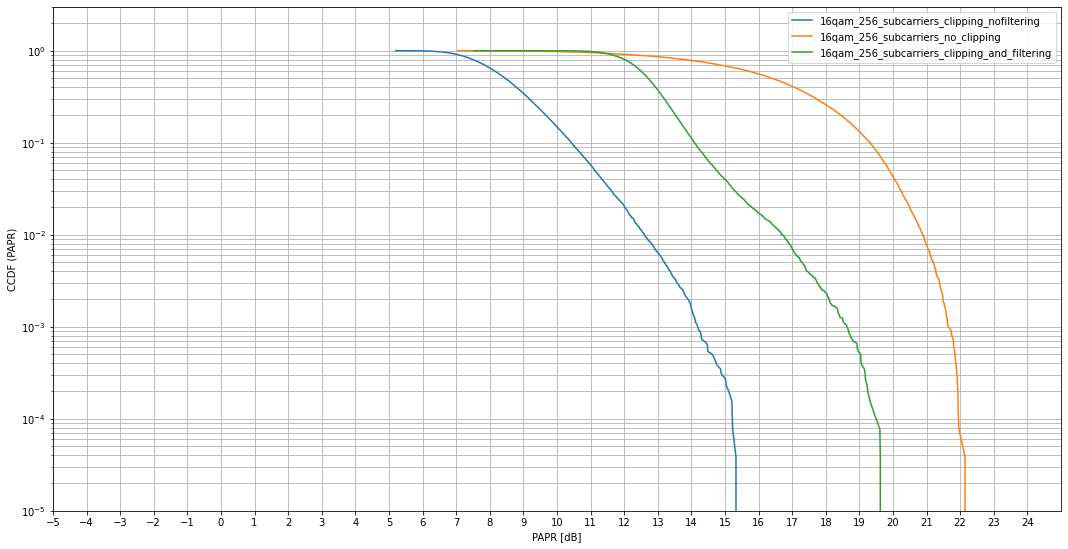 16qam_256_subcarriers_clipping_nofiltering
16qam_256_subcarriers_no_clipping
16qam_256_subcarriers_clipping_and_filtering
10⁰
10⁻¹
10⁻²
10⁻³
10⁻⁴
10⁻⁵
CCDF (PAPR)
−5 −4 −3 −2 −1 0 1 2 3 4 5 6 7 8 9 10 11 12 13 14 15 16 17 18 19 20 21 22 23 24
PAPR [dB]